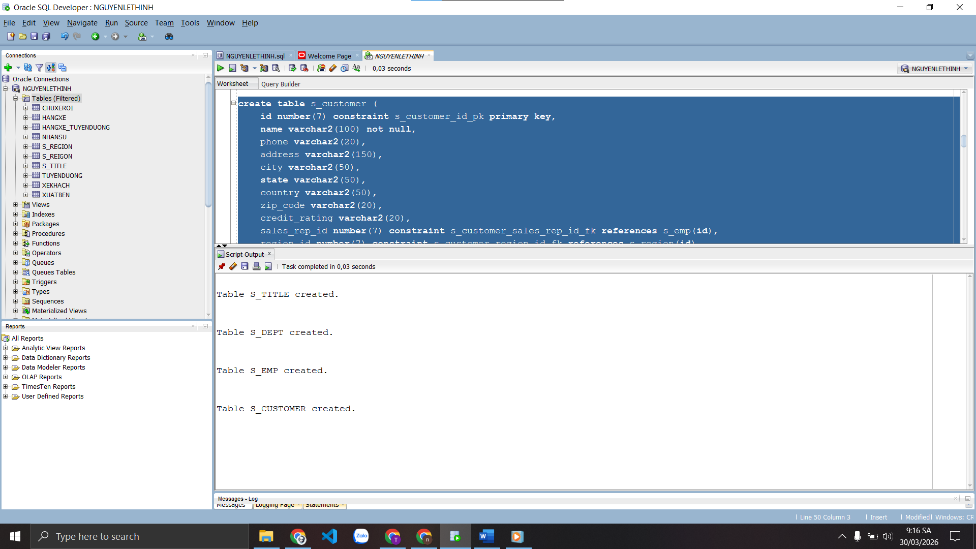 Oracle SQL Developer : NGUYENLETHINH
File Edit View Navigate Run Source Team Tools Window Help
Connections
NGUYENLETHINH.sql
Welcome Page
NGUYENLETHINH
0,03 seconds
NGUYENLETHINH
Worksheet Query Builder
Oracle Connections
NGUYENLETHINH
Tables (Filtered)
CHUXEROI
HANGXE
HANGXE_TUYENDUONG
NHANSU
S_REGION
S_REIGON
S_TITLE
TUYENDUONG
XEKHACH
XUATBEN
Views
Indexes
Packages
Procedures
Functions
Operators
Queues
Queues Tables
Triggers
Types
Sequences
Materialized Views
create table s_customer (
id number(7) constraint s_customer_id_pk primary key,
name varchar2(100) not null,
phone varchar2(20),
address varchar2(150),
city varchar2(50),
state varchar2(50),
country varchar2(50),
zip_code varchar2(20),
credit_rating varchar2(20),
sales_rep_id number(7) constraint s_customer_sales_rep_id_fk references s_emp(id),
region_id number(7) constraint s_customer_region_id_fk references s_region(id)
Script Output
Task completed in 0,03 seconds
Table S_TITLE created.
Table S_DEPT created.
Table S_EMP created.
Table S_CUSTOMER created.
Reports
All Reports
Analytic View Reports
Data Dictionary Reports
Data Modeler Reports
OLAP Reports
TimesTen Reports
User Defined Reports
Messages - Log
Messages Logging Page Statements
Line 50 Column 3 Insert Modified Windows: CF
Type here to search
Zalo
9:16 SA
30/03/2026